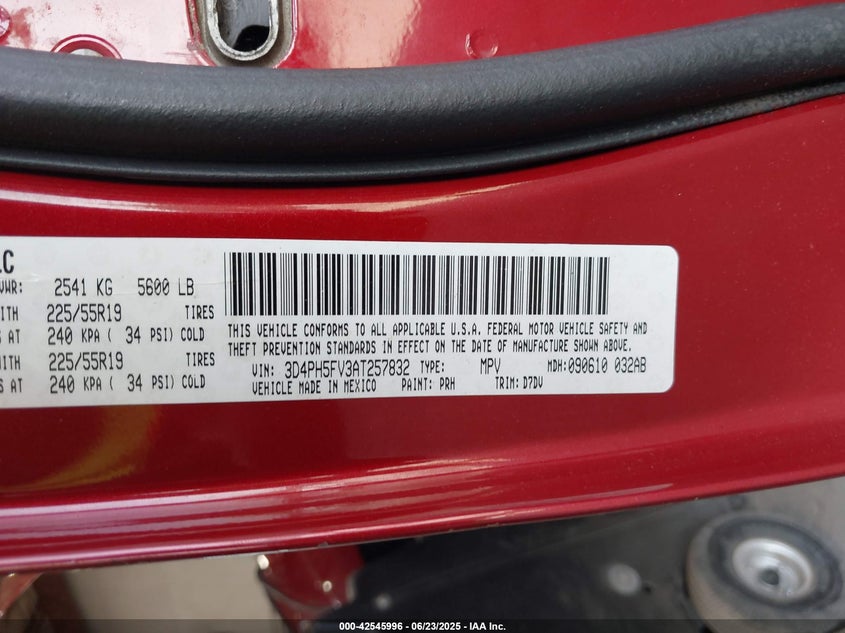 LC
VWR: 2541 KG 5600 LB
ITH 225/55R19 TIRES
S AT 240 KPA ( 34 PSI) COLD
ITH 225/55R19 TIRES
S AT 240 KPA ( 34 PSI) COLD
THIS VEHICLE CONFORMS TO ALL APPLICABLE U.S.A. FEDERAL MOTOR VEHICLE SAFETY AND
THEFT PREVENTION STANDARDS IN EFFECT ON THE DATE OF MANUFACTURE SHOWN ABOVE.
VIN: 3D4PH5FV3AT257832 TYPE: MPV MDH: 090610 032AB
VEHICLE MADE IN MEXICO PAINT: PRH TRIM: D7DV
000-42545996 - 06/23/2025 - IAA Inc.